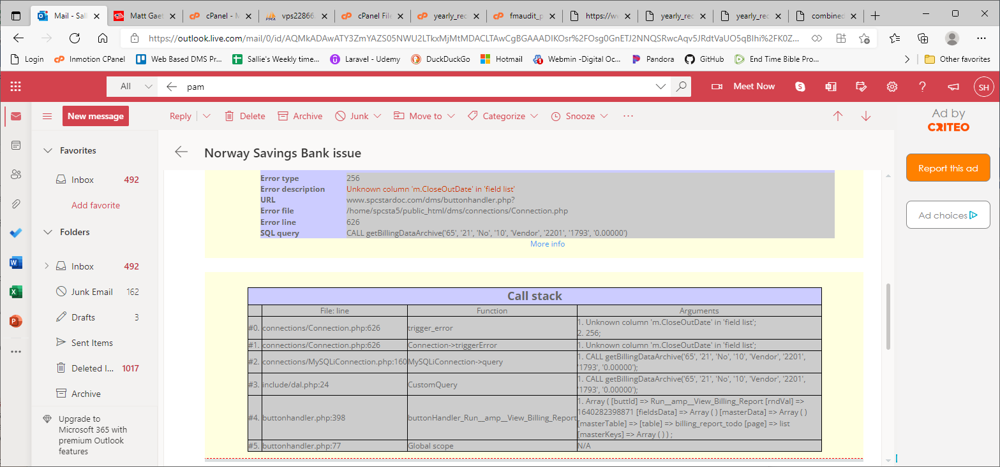 Mail - Sall
Matt Gaet
cPanel - M
vps22866.
cPanel File
yearly_rec
fmaudit_p
https://ww
yearly_rec
yearly_rec
combined
https://outlook.live.com/mail/0/id/AQMkADAwATY3ZmYAZS05NWU2LTkxMjMtMDACLTAwCgBGAAADIKOsr%2FOsg0GnETJ2NNQSRwcAqv5JRdtVaUO5qBIhi%2FK0Z...
Login
Inmotion CPanel
Web Based DMS Pr...
Sallie's Weekly time...
Laravel - Udemy
DuckDuckGo
Hotmail
Webmin -Digital Oc...
Pandora
GitHub
End Time Bible Pro...
Other favorites
All
pam
Meet Now
SH
New message
Reply
Delete
Archive
Junk
Move to
Categorize
Snooze
Ad by
CRITEO
Report this ad
Ad choices
Favorites
Inbox 492
Add favorite
Folders
Inbox 492
Junk Email 162
Drafts 3
Sent Items
Deleted I... 1017
Archive
Upgrade to
Microsoft 365 with
premium Outlook
features
Norway Savings Bank issue
Error type 256
Error description Unknown column 'm.CloseOutDate' in 'field list'
URL www.spcstardoc.com/dms/buttonhandler.php?
Error file /home/spcsta5/public_html/dms/connections/Connection.php
Error line 626
SQL query CALL getBillingDataArchive('65', '21', 'No', '10', 'Vendor', '2201', '1793', '0.00000')
More info
Call stack
File: line Function Arguments
#0. connections/Connection.php:626 trigger_error 1. Unknown column 'm.CloseOutDate' in 'field list';
2. 256;
#1. connections/Connection.php:626 Connection->triggerError 1. Unknown column 'm.CloseOutDate' in 'field list';
#2. connections/MySQLiConnection.php:160 MySQLiConnection->query 1. CALL getBillingDataArchive('65', '21', 'No', '10', 'Vendor', '2201',
'1793', '0.00000');
#3. include/dal.php:24 CustomQuery 1. CALL getBillingDataArchive('65', '21', 'No', '10', 'Vendor', '2201',
'1793', '0.00000');
#4. buttonhandler.php:398 buttonHandler_Run__amp__View_Billing_Report 1. Array ( [buttId] => Run__amp__View_Billing_Report [rndVal] =>
1640282398871 [fieldsData] => Array ( ) [masterData] => Array ( )
[masterTable] => [table] => billing_report_todo [page] => list
[masterKeys] => Array ( ) ) ;
#5. buttonhandler.php:77 Global scope N/A